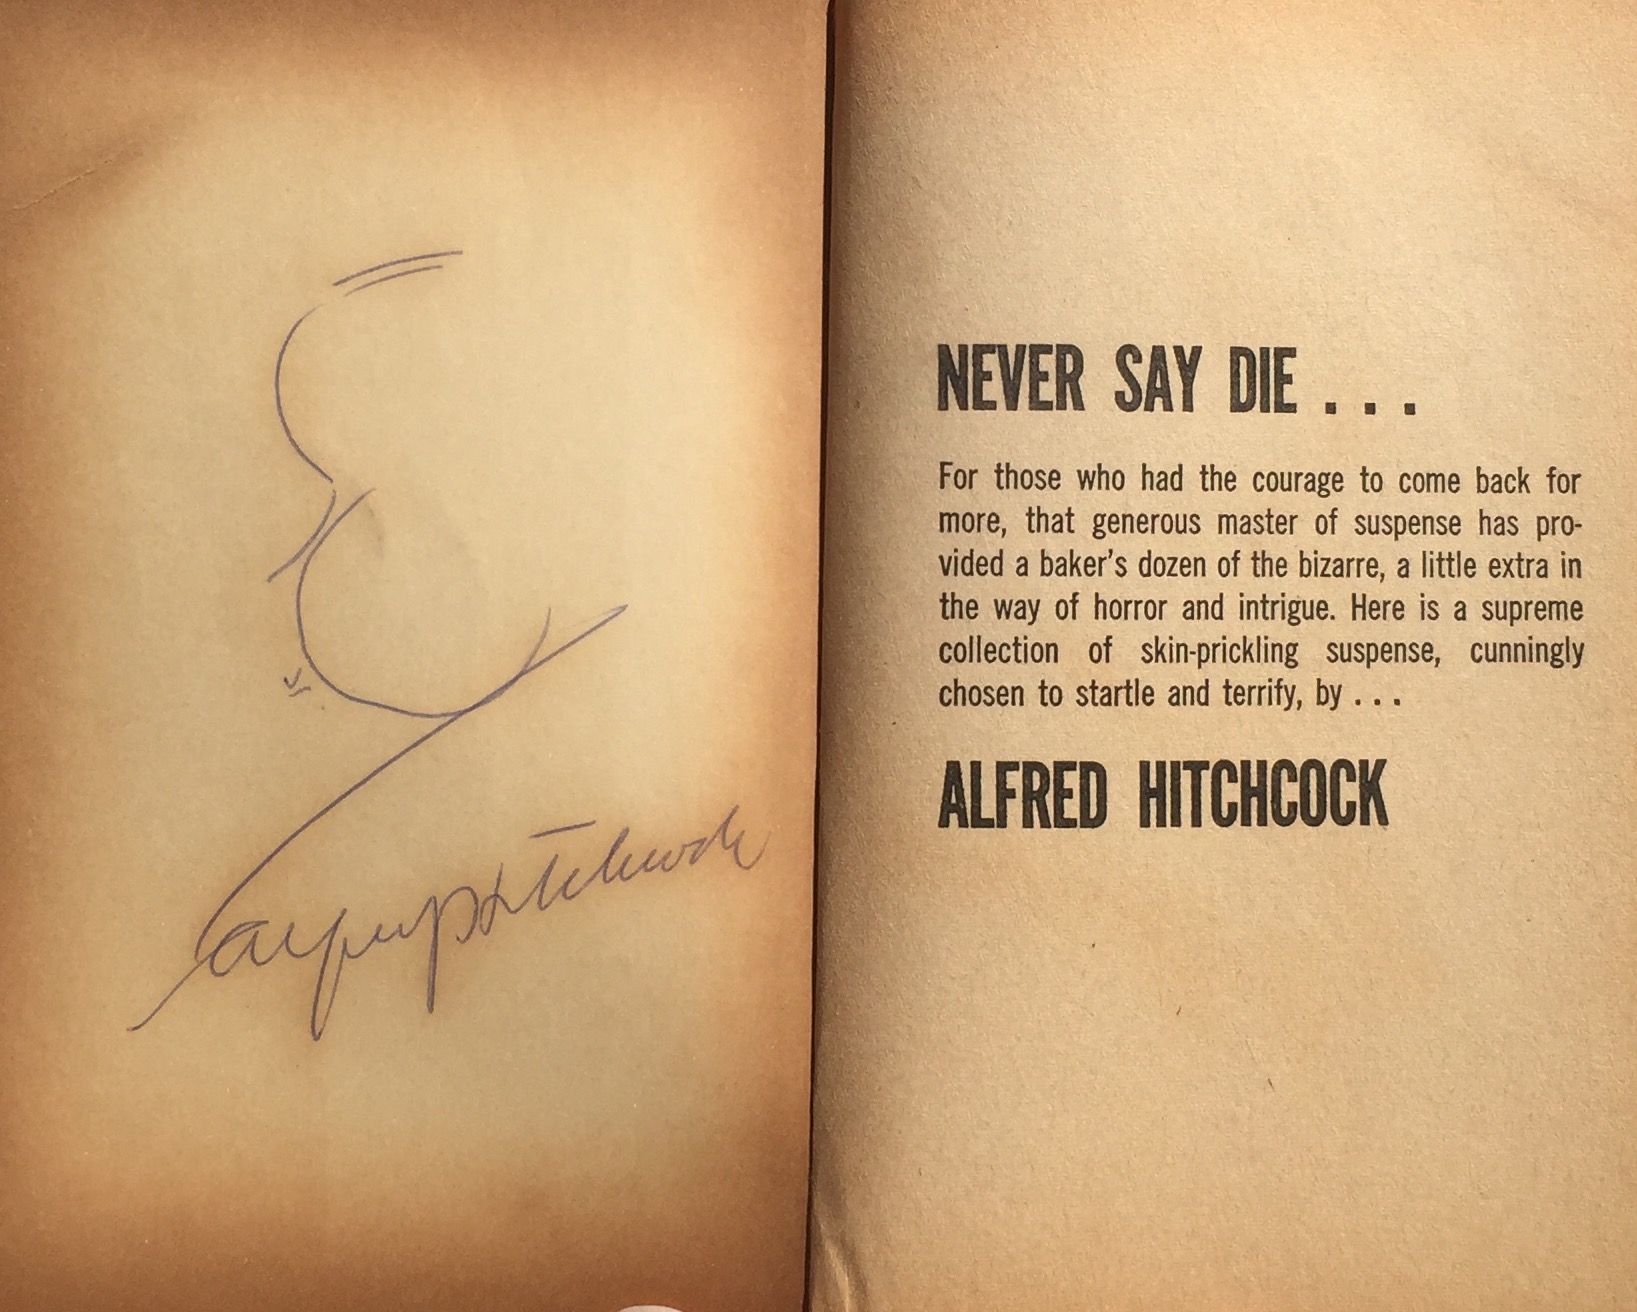 Alfred Hitchcock
NEVER SAY DIE . . .
For those who had the courage to come back for
more, that generous master of suspense has pro-
vided a baker's dozen of the bizarre, a little extra in
the way of horror and intrigue. Here is a supreme
collection of skin-prickling suspense, cunningly
chosen to startle and terrify, by . . .
ALFRED HITCHCOCK